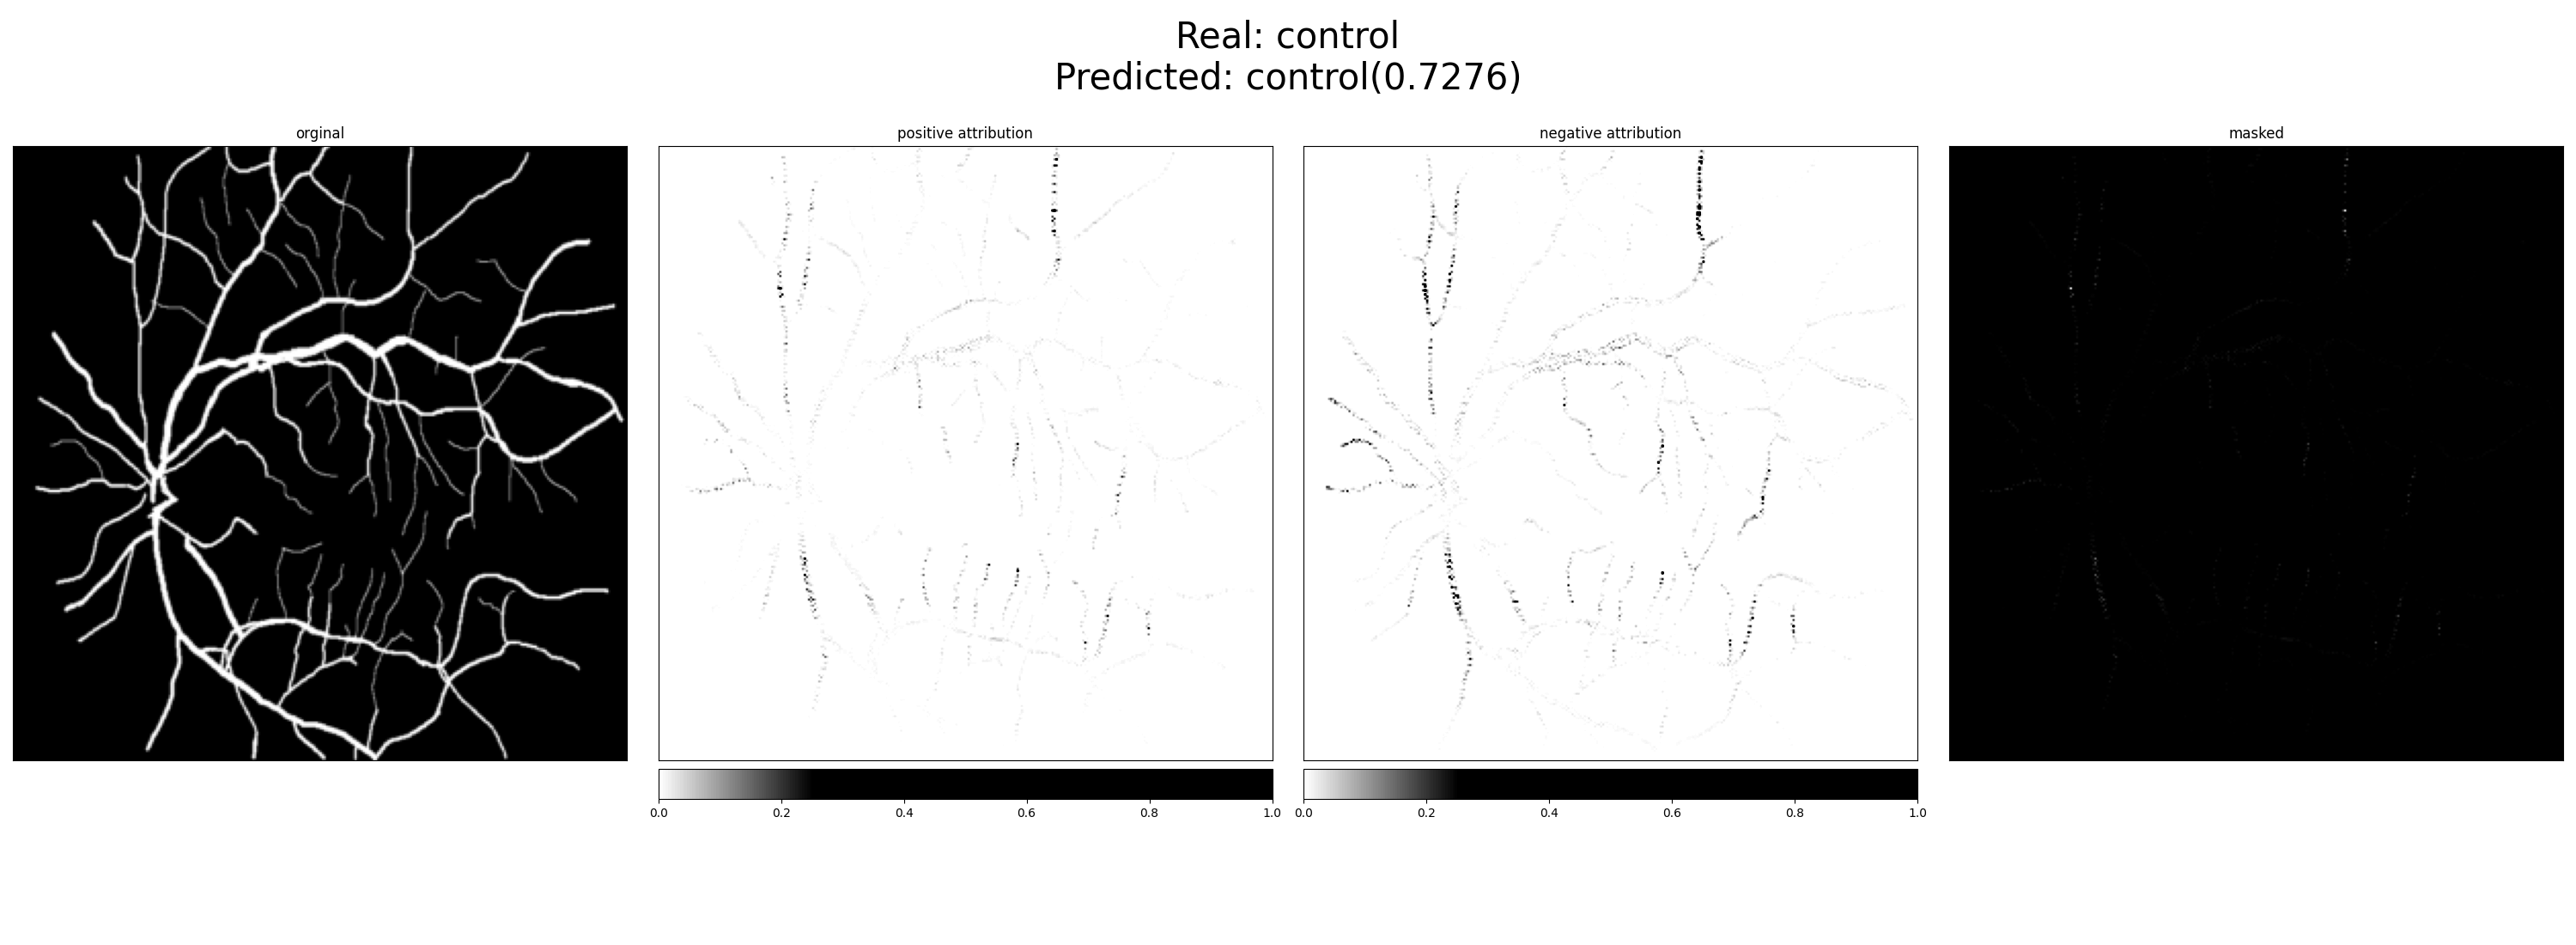 Real: control
Predicted: control(0.7276)
orginal
positive attribution
negative attribution
masked
0.0 0.2 0.4 0.6 0.8 1.0
0.0 0.2 0.4 0.6 0.8 1.0